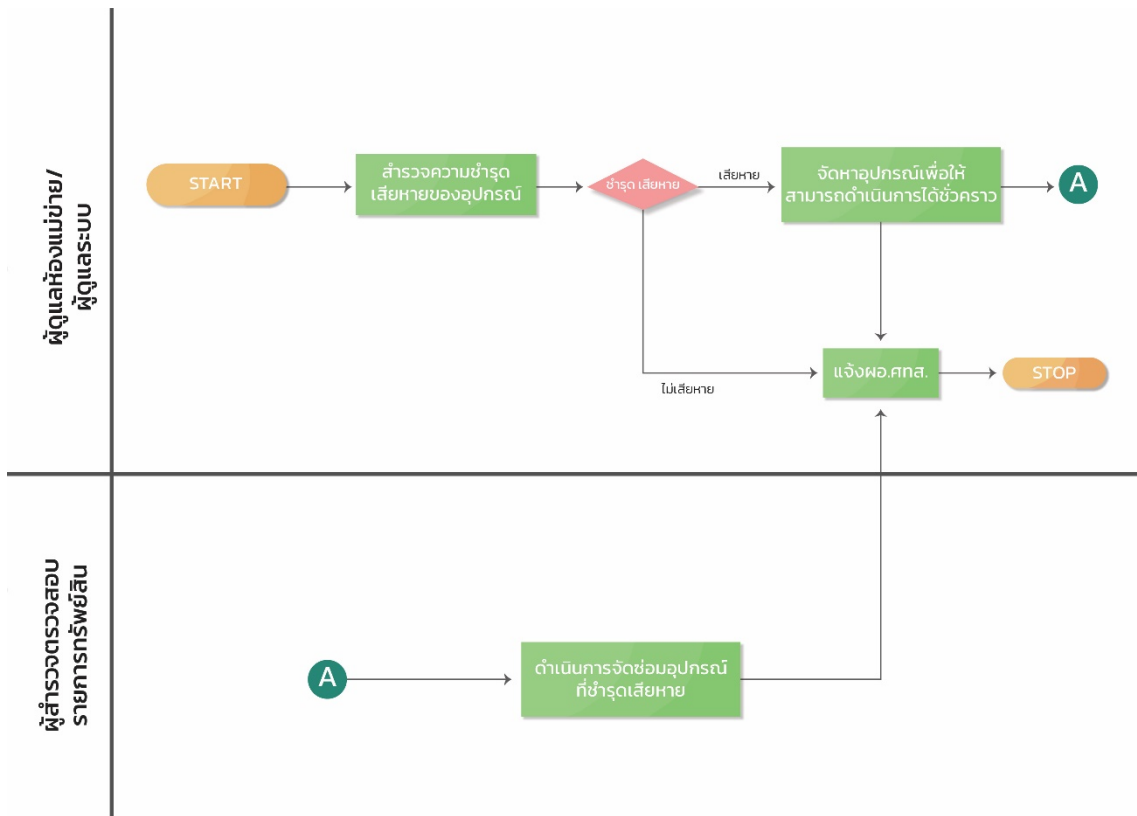 ผู้ดูแลห้องแม่ข่าย/
ผู้ดูแลระบบ
START
สำรวจความชำรุด
เสียหายของอุปกรณ์
ชำรุด เสียหาย
เสียหาย
จัดหาอุปกรณ์เพื่อให้
สามารถดำเนินการได้ชั่วคราว
A
ไม่เสียหาย
แจ้งผอ.ศทส.
STOP
ผู้สำรวจตรวจสอบ
รายการทรัพย์สิน
A
ดำเนินการจัดซ่อมอุปกรณ์
ที่ชำรุดเสียหาย